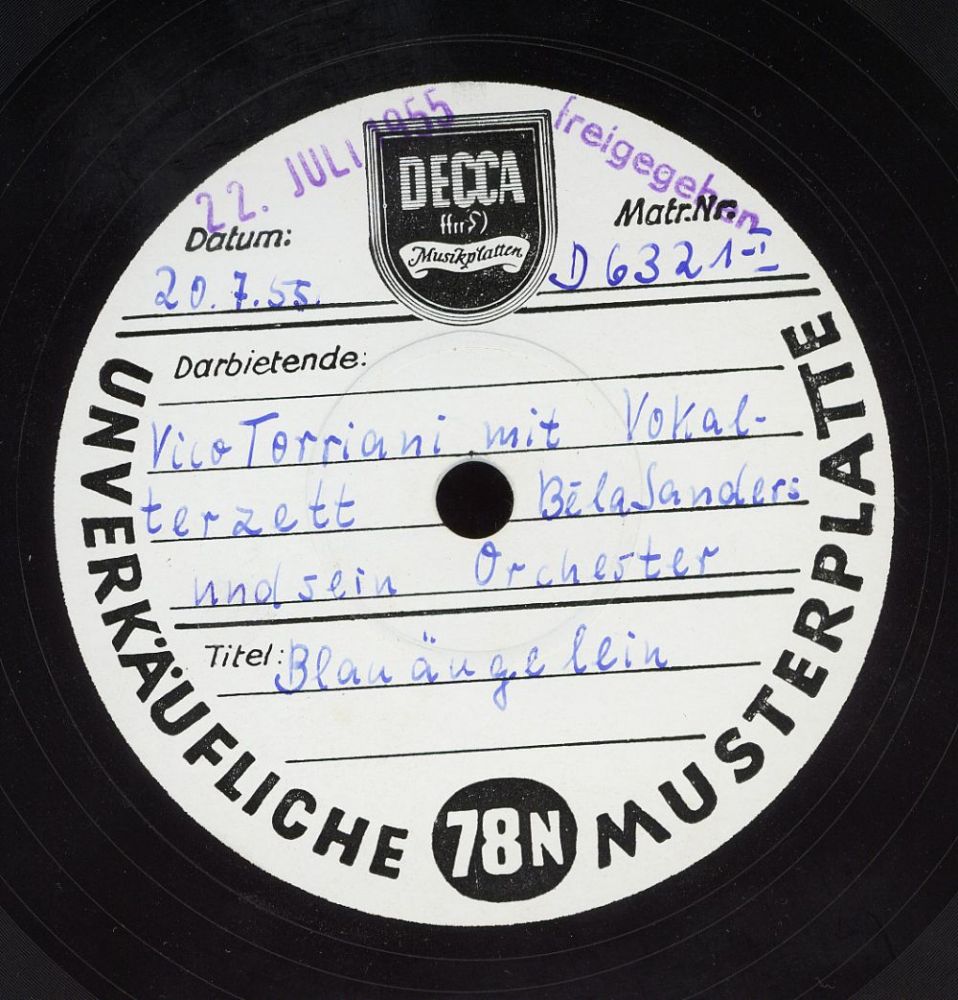 22. JULI 1955
freigegeben
DECCA
ffrr
Musikplatten
Datum:
Matr.Nr.
20.7.55.
D 6321-I
Darbietende:
Vico Torriani mit Vokal-
terzett Béla Sanders
und sein Orchester
Titel: Blauäugelein
UNVERKÄUFLICHE MUSTERPLATTE
78N